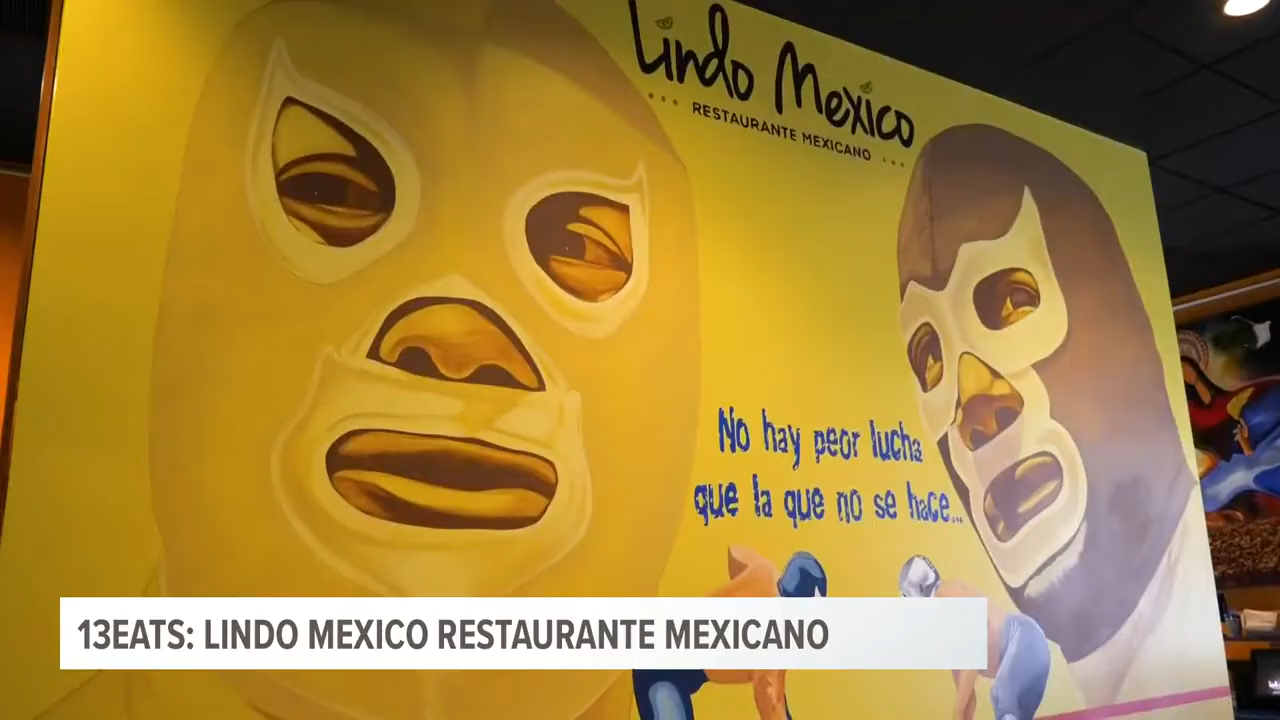 Lindo Mexico
RESTAURANTE MEXICANO
No hay peor lucha
que la que no se hace...
13EATS: LINDO MEXICO RESTAURANTE MEXICANO